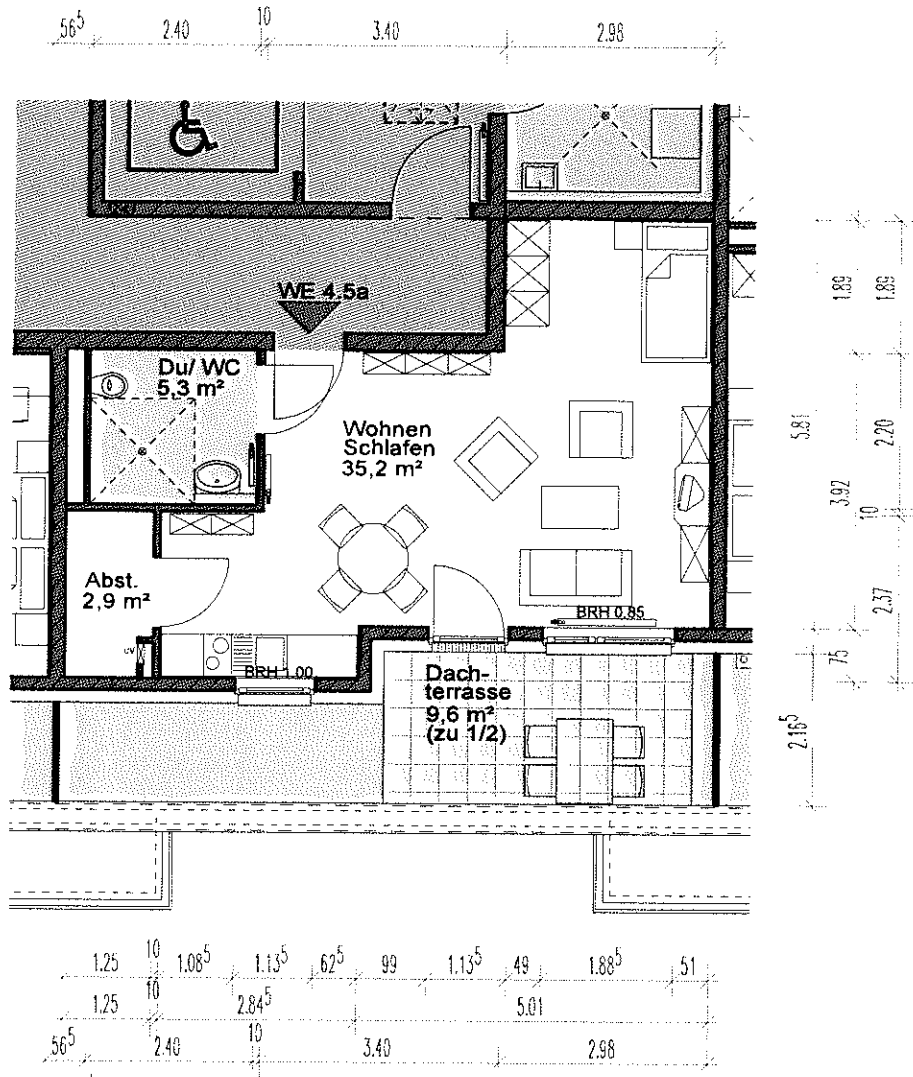 56⁵ 2.40 10 3.40 2.98
WE 4.5a
Du/ WC
5,3 m²
Wohnen
Schlafen
35,2 m²
Abst.
2,9 m²
BRH 0.85
BRH 1.00
Dach-
terrasse
9,6 m²
(zu 1/2)
1.89 1.89
5.81
2.20
3.92
10
2.37
75
2.16⁵
1.25 10 1.08⁵ 1.13⁵ 62⁵ 99 1.13⁵ 49 1.88⁵ 51
1.25 10 2.84⁵ 5.01
56⁵ 2.40 10 3.40 2.98